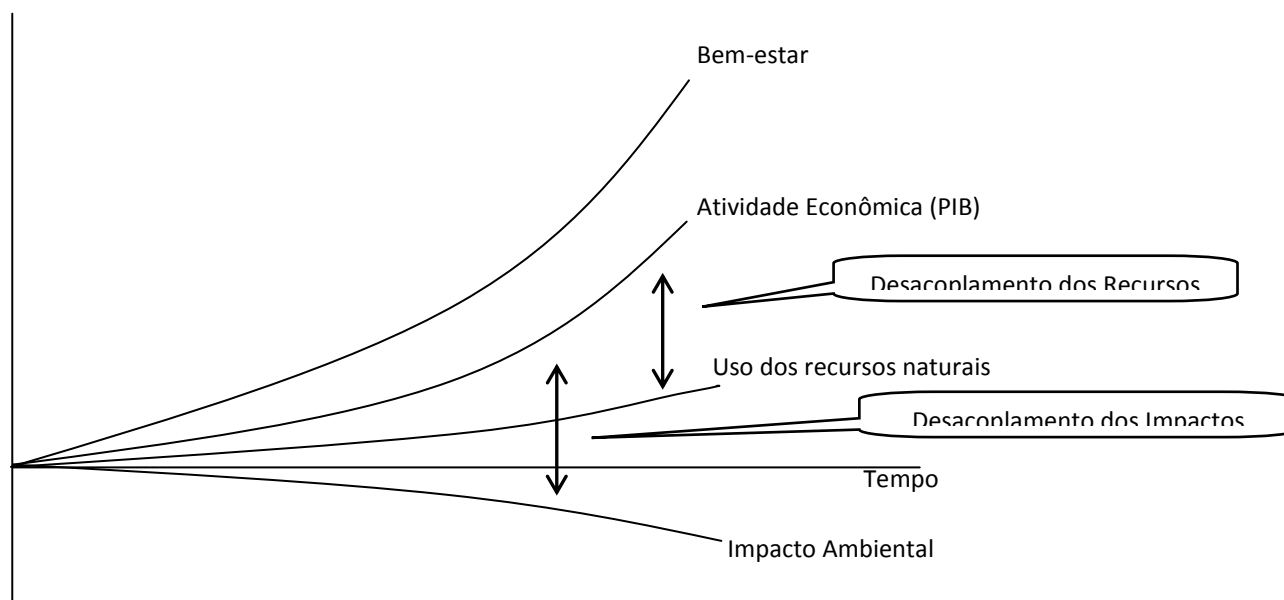 Bem-estar
Atividade Econômica (PIB)
Desacoplamento dos Recursos
Uso dos recursos naturais
Desacoplamento dos Impactos
Tempo
Impacto Ambiental